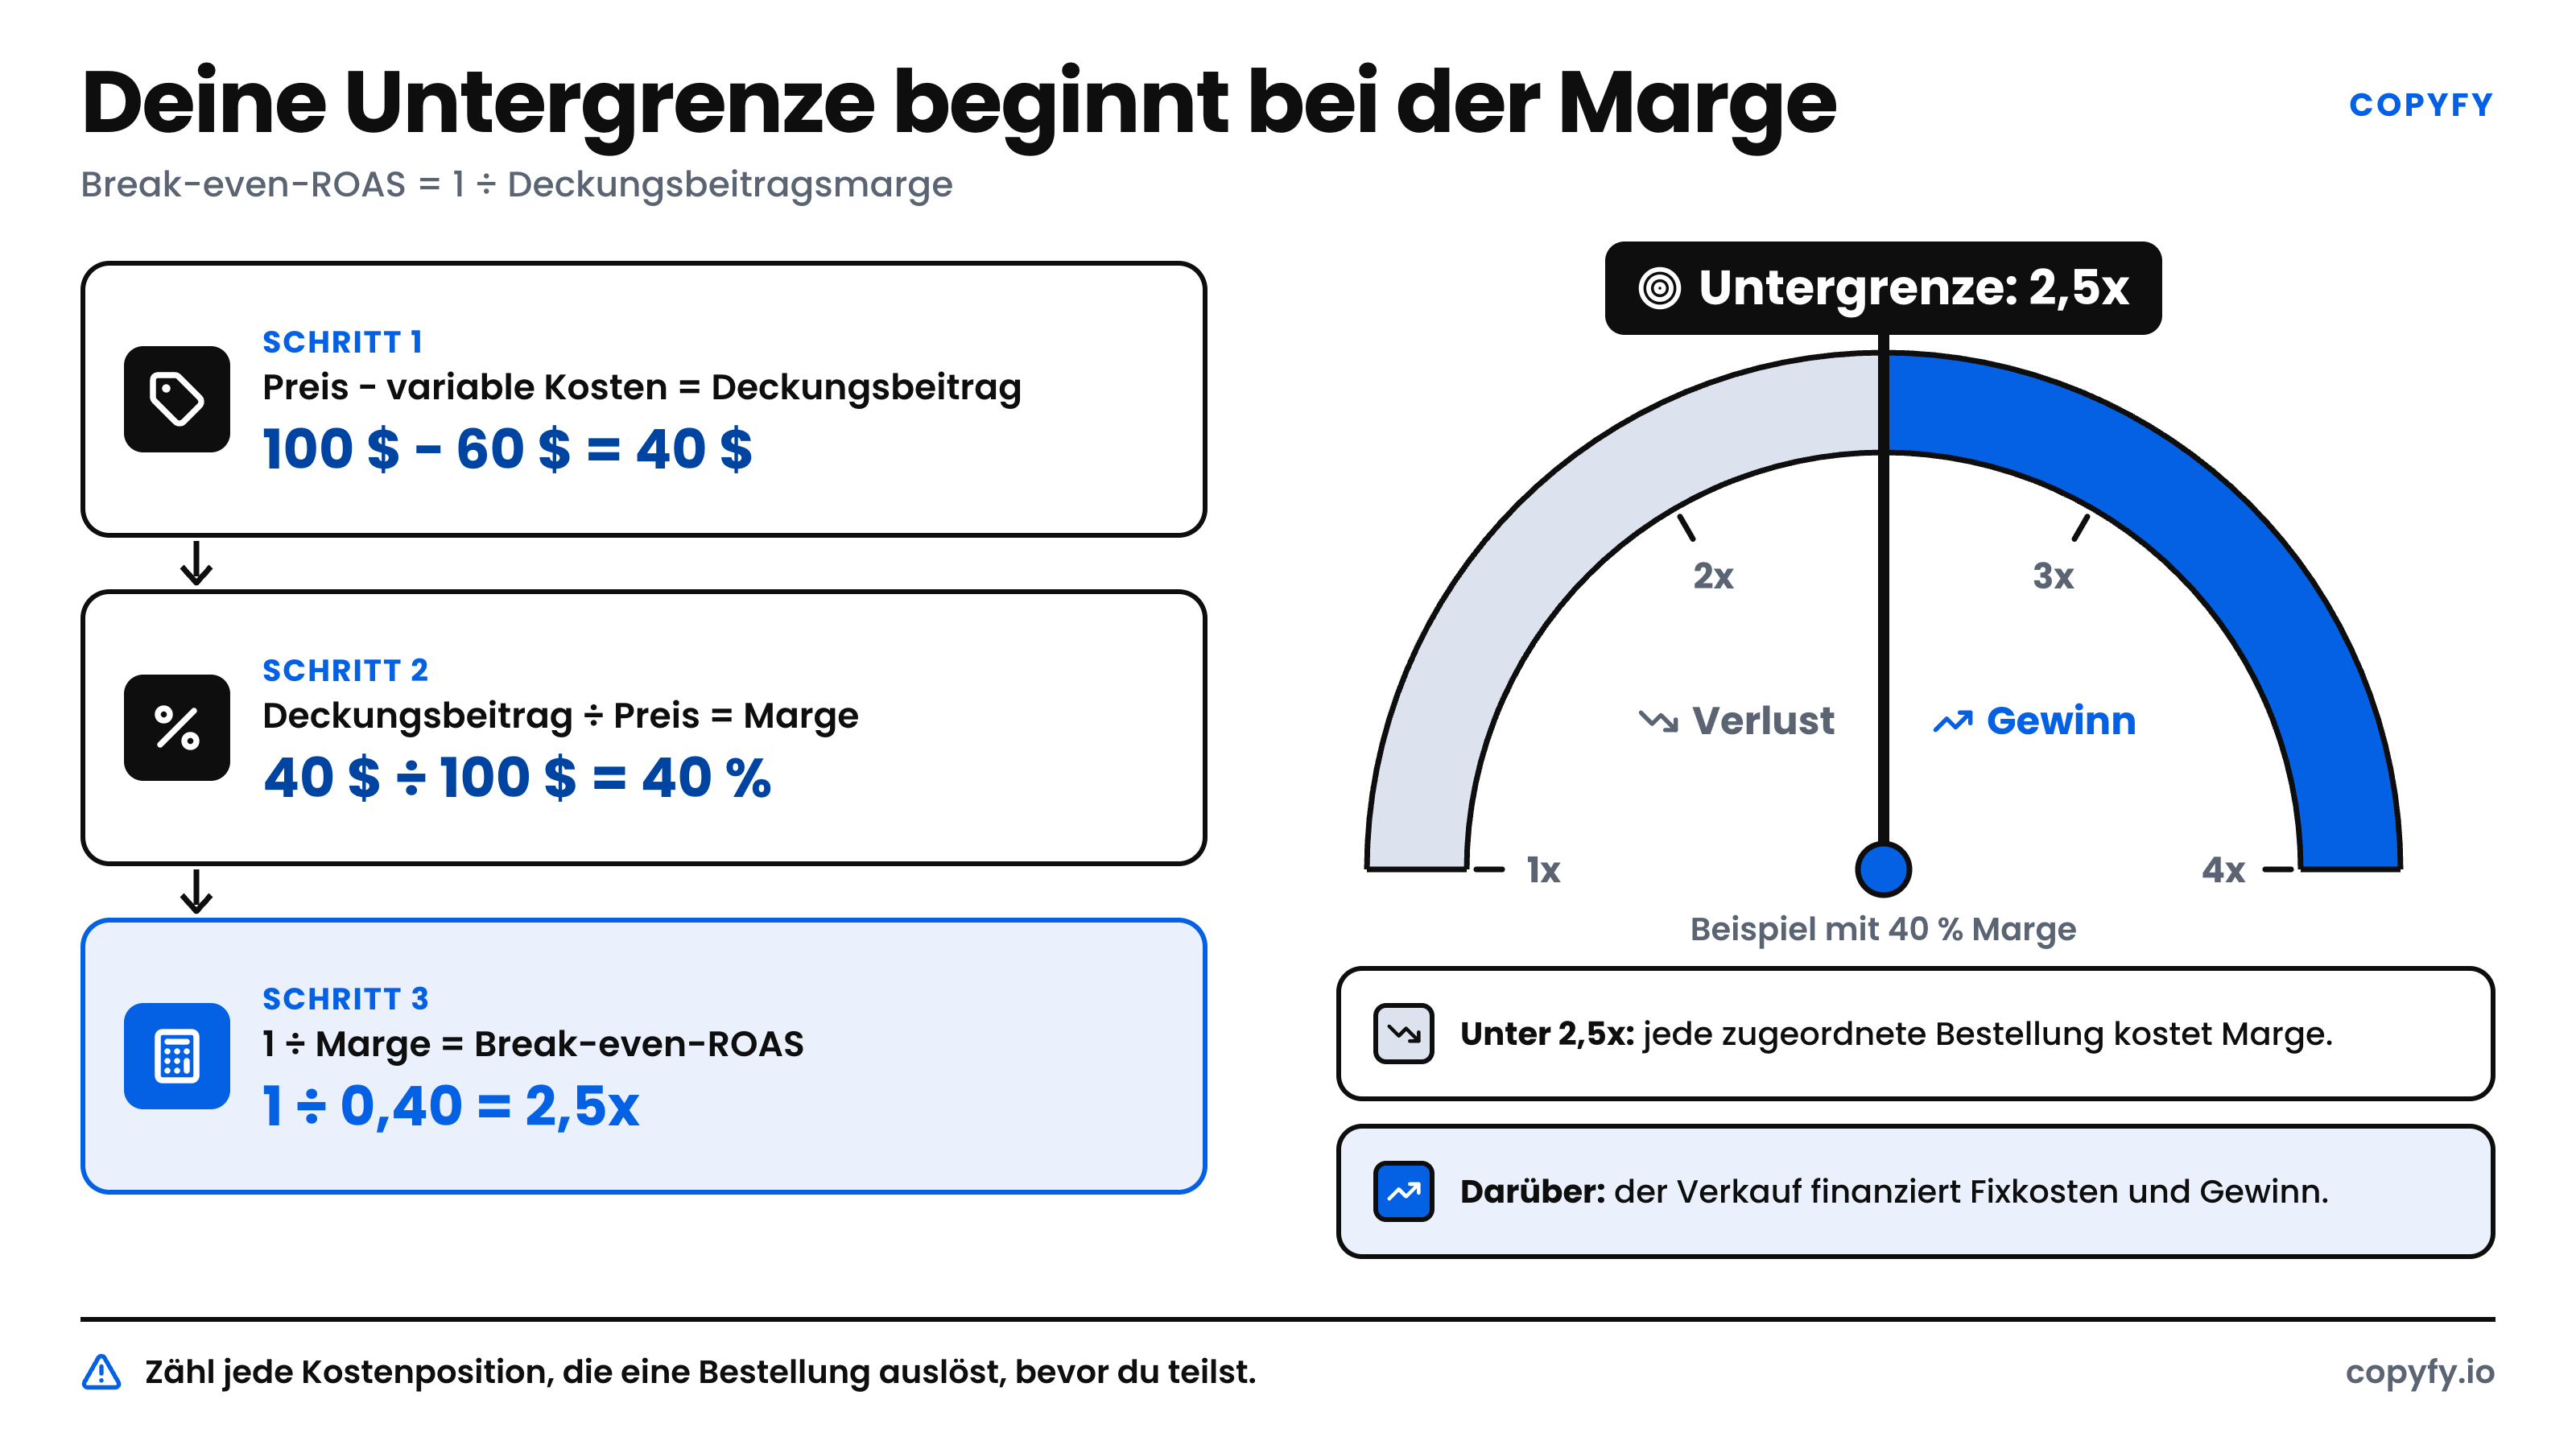 Deine Untergrenze beginnt bei der Marge
COPYFY
Break-even-ROAS = 1 ÷ Deckungsbeitragsmarge
SCHRITT 1
Preis - variable Kosten = Deckungsbeitrag
100 $ - 60 $ = 40 $
SCHRITT 2
Deckungsbeitrag ÷ Preis = Marge
40 $ ÷ 100 $ = 40 %
SCHRITT 3
1 ÷ Marge = Break-even-ROAS
1 ÷ 0,40 = 2,5x
Untergrenze: 2,5x
2x
3x
Verlust
Gewinn
1x
4x
Beispiel mit 40 % Marge
Unter 2,5x: jede zugeordnete Bestellung kostet Marge.
Darüber: der Verkauf finanziert Fixkosten und Gewinn.
Zähl jede Kostenposition, die eine Bestellung auslöst, bevor du teilst.
copyfy.io